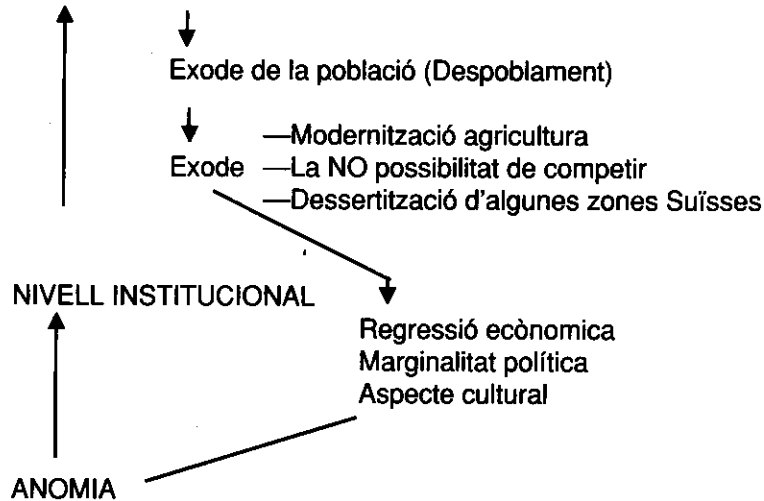 Exode de la població (Despoblament)
—Modernització agricultura
Exode —La NO possibilitat de competir
—Dessertització d'algunes zones Suïsses
NIVELL INSTITUCIONAL
Regressió ecònomica
Marginalitat política
Aspecte cultural
ANOMIA